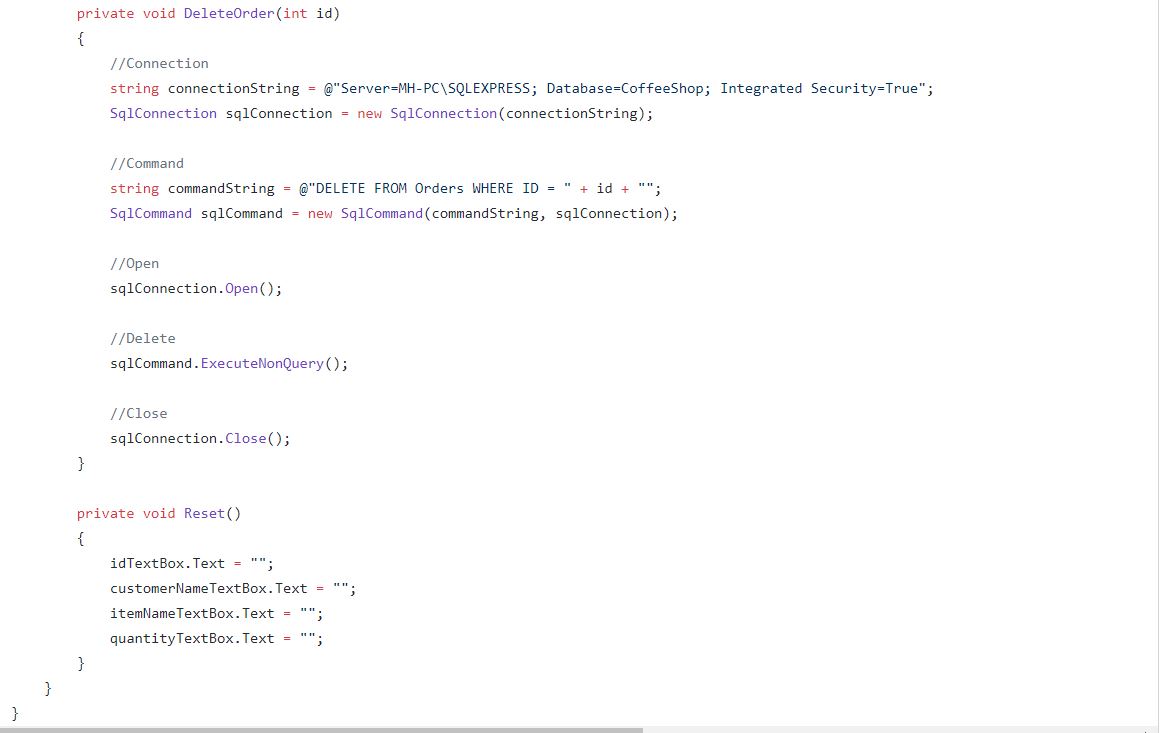 private void DeleteOrder(int id)
{
//Connection
string connectionString = @"Server=MH-PC\SQLEXPRESS; Database=CoffeeShop; Integrated Security=True";
SqlConnection sqlConnection = new SqlConnection(connectionString);
//Command
string commandString = @"DELETE FROM Orders WHERE ID = " + id + "";
SqlCommand sqlCommand = new SqlCommand(commandString, sqlConnection);
//Open
sqlConnection.Open();
//Delete
sqlCommand.ExecuteNonQuery();
//Close
sqlConnection.Close();
}
private void Reset()
{
idTextBox.Text = "";
customerNameTextBox.Text = "";
itemNameTextBox.Text = "";
quantityTextBox.Text = "";
}
}
}